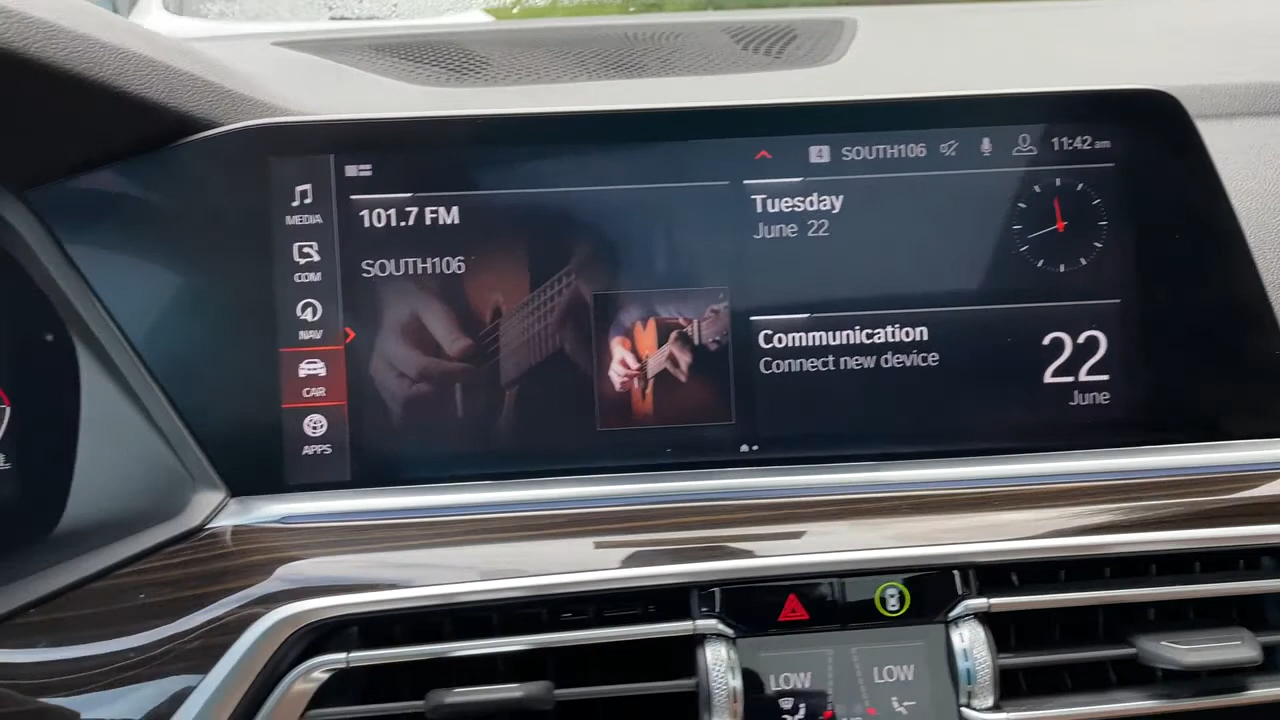 4 SOUTH106 11:42 am
MEDIA
COM
NAV
CAR
APPS
101.7 FM
SOUTH106
Tuesday
June 22
Communication
Connect new device
22
June
LOW
LOW